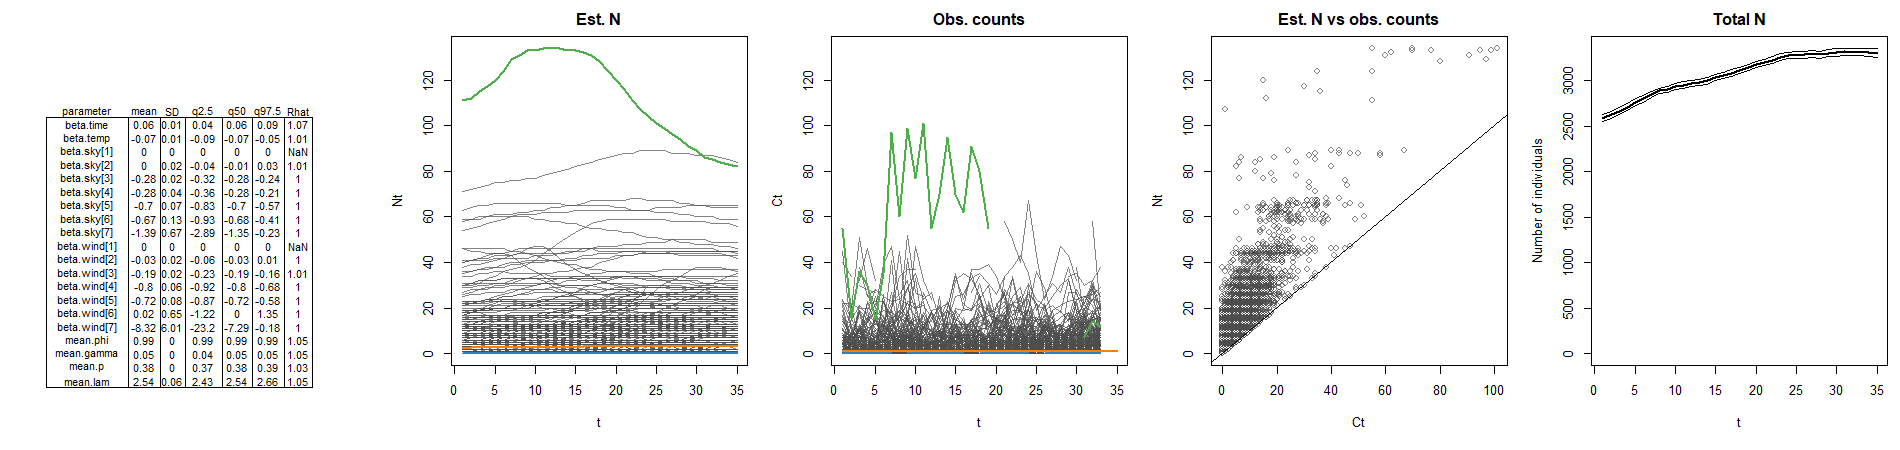 parameter mean SD q2.5 q50 q97.5 Rhat
beta.time 0.06 0.01 0.04 0.06 0.09 1.07
beta.temp -0.07 0.01 -0.09 -0.07 -0.05 1.01
beta.sky[1] 0 0 0 0 0 NaN
beta.sky[2] 0 0.02 -0.04 -0.01 0.03 1.01
beta.sky[3] -0.28 0.02 -0.32 -0.28 -0.24 1
beta.sky[4] -0.28 0.04 -0.36 -0.28 -0.21 1
beta.sky[5] -0.7 0.07 -0.83 -0.7 -0.57 1
beta.sky[6] -0.67 0.13 -0.93 -0.68 -0.41 1
beta.sky[7] -1.39 0.67 -2.89 -1.35 -0.23 1
beta.wind[1] 0 0 0 0 0 NaN
beta.wind[2] -0.03 0.02 -0.06 -0.03 0.01 1
beta.wind[3] -0.19 0.02 -0.23 -0.19 -0.16 1.01
beta.wind[4] -0.8 0.06 -0.92 -0.8 -0.68 1
beta.wind[5] -0.72 0.08 -0.87 -0.72 -0.58 1
beta.wind[6] 0.02 0.65 -1.22 0 1.35 1
beta.wind[7] -8.32 6.01 -23.2 -7.29 -0.18 1
mean.phi 0.99 0 0.99 0.99 0.99 1.05
mean.gamma 0.05 0 0.04 0.05 0.05 1.05
mean.p 0.38 0 0.37 0.38 0.39 1.03
mean.lam 2.54 0.06 2.43 2.54 2.66 1.05
Est. N
Nt
0 20 40 60 80 100 120
0 5 10 15 20 25 30 35
t
Obs. counts
Ct
0 20 40 60 80 100 120
0 5 10 15 20 25 30 35
t
Est. N vs obs. counts
Nt
0 20 40 60 80 100 120
0 20 40 60 80 100
Ct
Total N
Number of individuals
0 500 1000 1500 2000 2500 3000
0 5 10 15 20 25 30 35
t